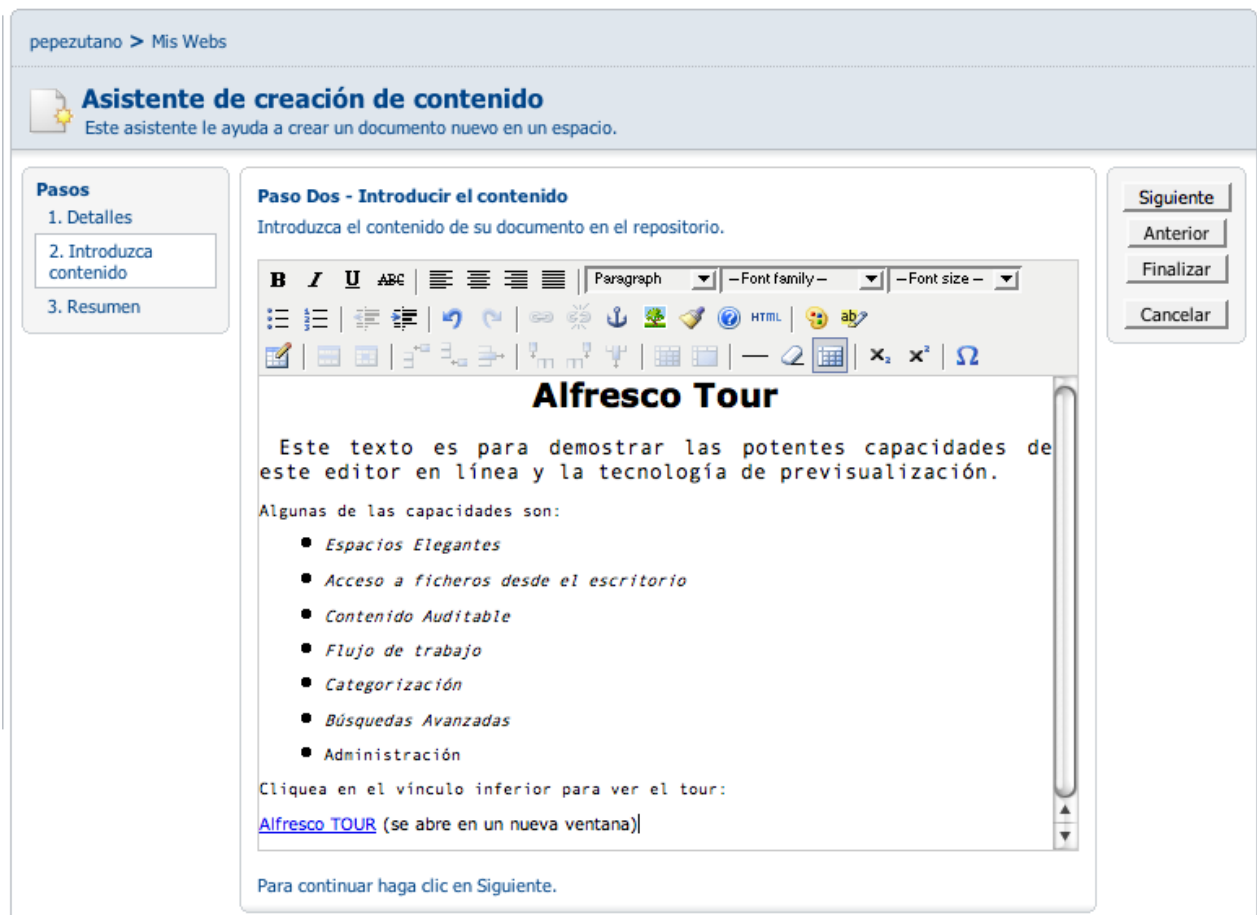 pepezutano > Mis Webs
Asistente de creación de contenido
Este asistente le ayuda a crear un documento nuevo en un espacio.
Pasos
1. Detalles
2. Introduzca
contenido
3. Resumen
Paso Dos - Introducir el contenido
Introduzca el contenido de su documento en el repositorio.
B I U ABC Paragraph –Font family– –Font size –
HTML ab
x₂ x² Ω
Alfresco Tour
Este texto es para demostrar las potentes capacidades de
este editor en línea y la tecnología de previsualización.
Algunas de las capacidades son:
Espacios Elegantes
Acceso a ficheros desde el escritorio
Contenido Auditable
Flujo de trabajo
Categorización
Búsquedas Avanzadas
Administración
Cliquea en el vínculo inferior para ver el tour:
Alfresco TOUR (se abre en un nueva ventana)
Para continuar haga clic en Siguiente.
Siguiente
Anterior
Finalizar
Cancelar